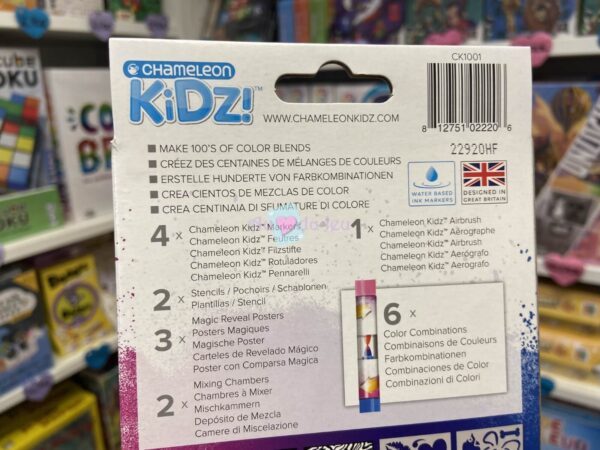 CHAMELEON
KiDZ!™
WWW.CHAMELEONKIDZ.COM
CK1001
8 12751 02220 6
22920HF
MAKE 100'S OF COLOR BLENDS
CRÉEZ DES CENTAINES DE MÉLANGES DE COULEURS
ERSTELLE HUNDERTE VON FARBKOMBINATIONEN
CREA CIENTOS DE MEZCLAS DE COLOR
CREA CENTINAIA DI SFUMATURE DI COLORE
WATER BASED
INK MARKERS
DESIGNED IN
GREAT BRITAIN
4 x
Chameleon Kidz™ Markers
Chameleon Kidz™ Feutres
Chameleon Kidz™ Filzstifte
Chameleon Kidz™ Rotuladores
Chameleon Kidz™ Pennarelli
1 x
Chameleon Kidz™ Airbrush
Chameleon Kidz™ Aérographe
Chameleon Kidz™ Airbrush
Chameleon Kidz™ Aerógrafo
Chameleon Kidz™ Aerografo
2 x
Stencils / Pochoirs / Schablonen
Plantillas / Stencil
3 x
Magic Reveal Posters
Posters Magiques
Magische Poster
Carteles de Revelado Mágico
Poster con Comparsa Magica
2 x
Mixing Chambers
Chambres à Mixer
Mischkammern
Depósito de Mezcla
Camere di Miscelazione
6 x
Color Combinations
Combinaisons de Couleurs
Farbkombinationen
Combinaciones de Color
Combinazioni di Colori